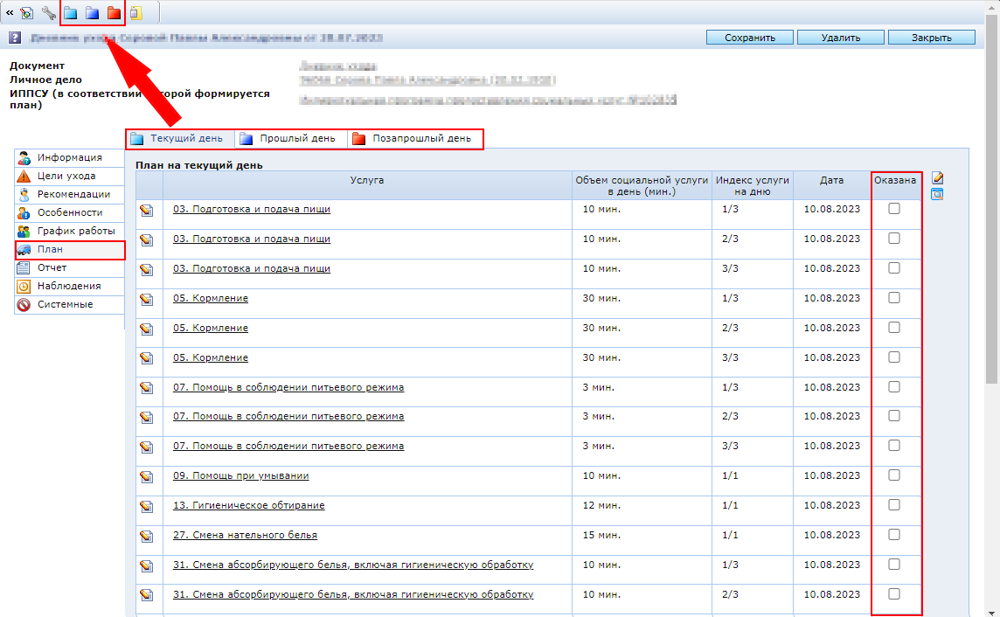 «
Сохранить
Удалить
Закрыть
Документ
Личное дело
ИППСУ (в соответствии которой формируется
план)
Текущий день
Прошлый день
Позапрошлый день
Информация
Цели ухода
Рекомендации
Особенности
График работы
План
Отчет
Наблюдения
Системные
План на текущий день
Услуга
Объем социальной услуги
в день (мин.)
Индекс услуги
на дню
Дата
Оказана
03. Подготовка и подача пищи 10 мин. 1/3 10.08.2023
03. Подготовка и подача пищи 10 мин. 2/3 10.08.2023
03. Подготовка и подача пищи 10 мин. 3/3 10.08.2023
05. Кормление 30 мин. 1/3 10.08.2023
05. Кормление 30 мин. 2/3 10.08.2023
05. Кормление 30 мин. 3/3 10.08.2023
07. Помощь в соблюдении питьевого режима 3 мин. 1/3 10.08.2023
07. Помощь в соблюдении питьевого режима 3 мин. 2/3 10.08.2023
07. Помощь в соблюдении питьевого режима 3 мин. 3/3 10.08.2023
09. Помощь при умывании 10 мин. 1/1 10.08.2023
13. Гигиеническое обтирание 12 мин. 1/1 10.08.2023
27. Смена нательного белья 15 мин. 1/1 10.08.2023
31. Смена абсорбирующего белья, включая гигиеническую обработку 10 мин. 1/3 10.08.2023
31. Смена абсорбирующего белья, включая гигиеническую обработку 10 мин. 2/3 10.08.2023